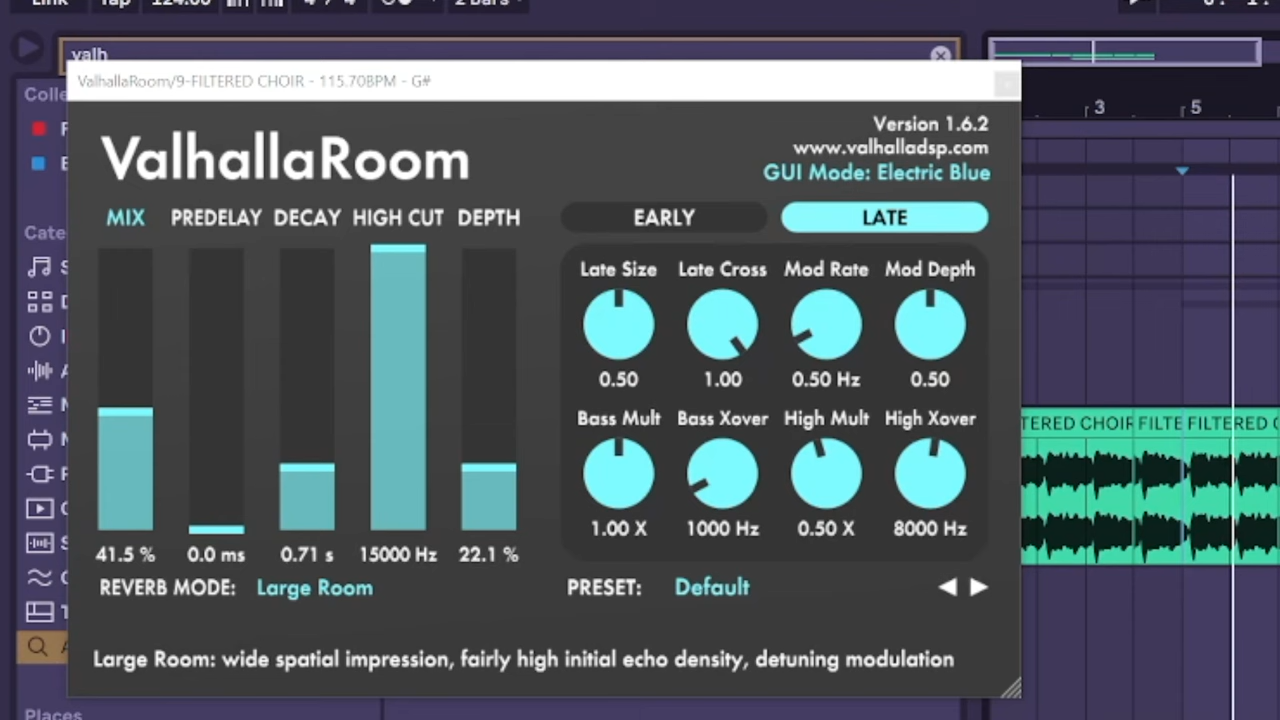 Link Tap 124.00 4 / 4 2 Bars
valh
ValhallaRoom/9-FILTERED CHOIR - 115.70BPM - G#
3 5
ValhallaRoom
Version 1.6.2
www.valhalladsp.com
GUI Mode: Electric Blue
MIX PREDELAY DECAY HIGH CUT DEPTH
EARLY LATE
Late Size Late Cross Mod Rate Mod Depth
0.50 1.00 0.50 Hz 0.50
Bass Mult Bass Xover High Mult High Xover
1.00 X 1000 Hz 0.50 X 8000 Hz
41.5 % 0.0 ms 0.71 s 15000 Hz 22.1 %
REVERB MODE: Large Room
PRESET: Default
Large Room: wide spatial impression, fairly high initial echo density, detuning modulation
Colle
Cate
Places
TERED CHOIR FILTE FILTERED